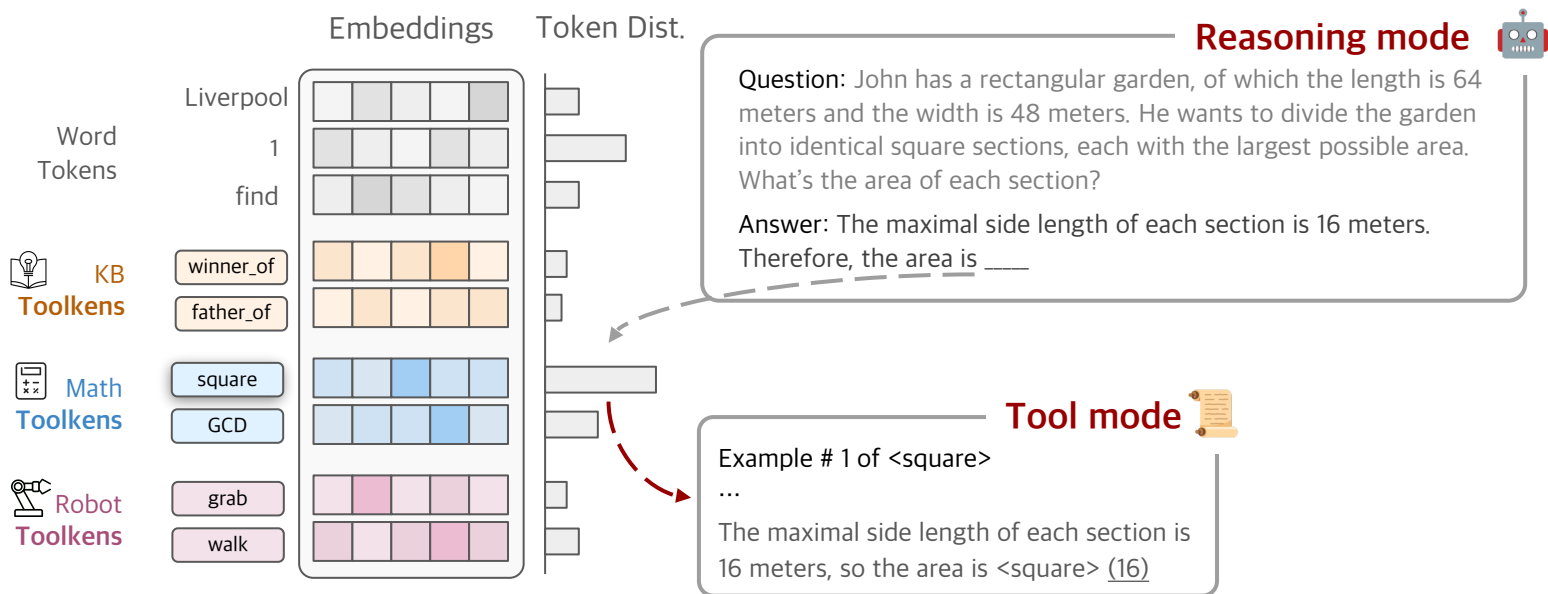 Embeddings
Token Dist.
Word
Tokens
Liverpool
1
find
KB
Toolkens
winner_of
father_of
Math
Toolkens
square
GCD
Robot
Toolkens
grab
walk
Reasoning mode
Question: John has a rectangular garden, of which the length is 64
meters and the width is 48 meters. He wants to divide the garden
into identical square sections, each with the largest possible area.
What's the area of each section?
Answer: The maximal side length of each section is 16 meters.
Therefore, the area is _____
Tool mode
Example # 1 of <square>
...
The maximal side length of each section is
16 meters, so the area is <square> (16)